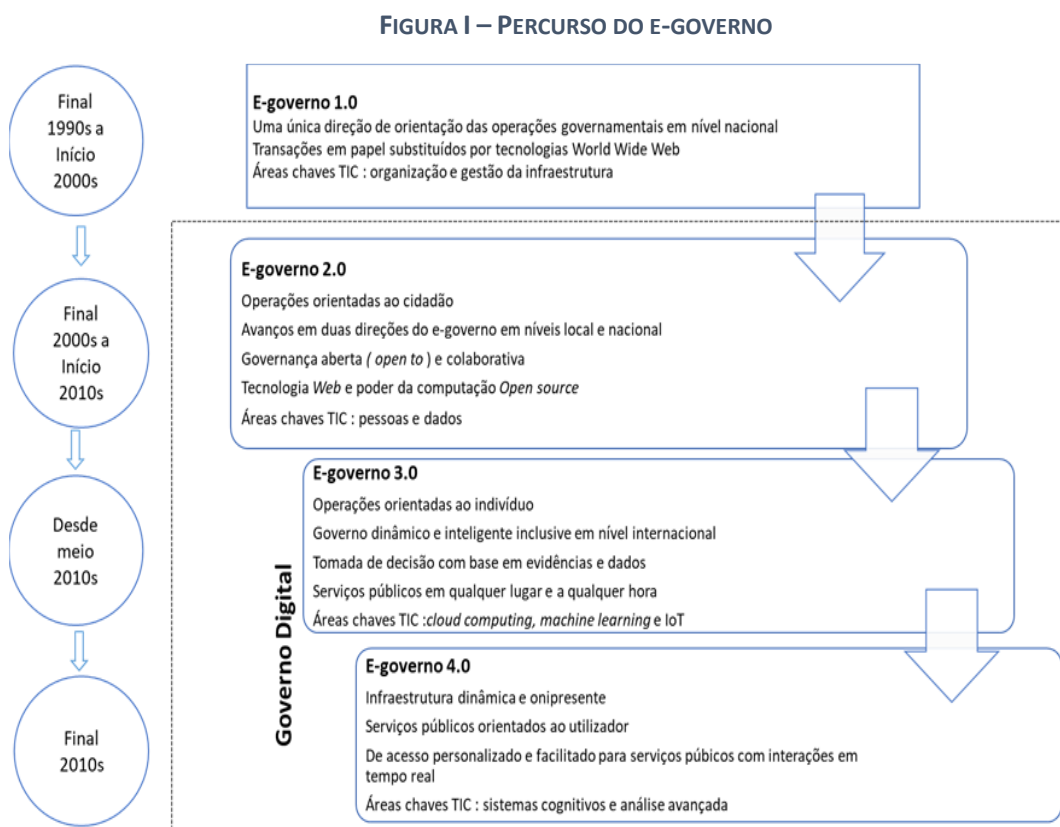 FIGURA I – PERCURSO DO E-GOVERNO
Final
1990s a
Início
2000s
E-governo 1.0
Uma única direção de orientação das operações governamentais em nível nacional
Transações em papel substituídos por tecnologias World Wide Web
Áreas chaves TIC : organização e gestão da infraestrutura
Final
2000s a
Início
2010s
E-governo 2.0
Operações orientadas ao cidadão
Avanços em duas direções do e-governo em níveis local e nacional
Governança aberta ( open to ) e colaborativa
Tecnologia Web e poder da computação Open source
Áreas chaves TIC : pessoas e dados
Desde
meio
2010s
E-governo 3.0
Operações orientadas ao indivíduo
Governo dinâmico e inteligente inclusive em nível internacional
Tomada de decisão com base em evidências e dados
Serviços públicos em qualquer lugar e a qualquer hora
Áreas chaves TIC :cloud computing, machine learning e IoT
Governo Digital
Final
2010s
E-governo 4.0
Infraestrutura dinâmica e onipresente
Serviços públicos orientados ao utilizador
De acesso personalizado e facilitado para serviços púbicos com interações em
tempo real
Áreas chaves TIC : sistemas cognitivos e análise avançada